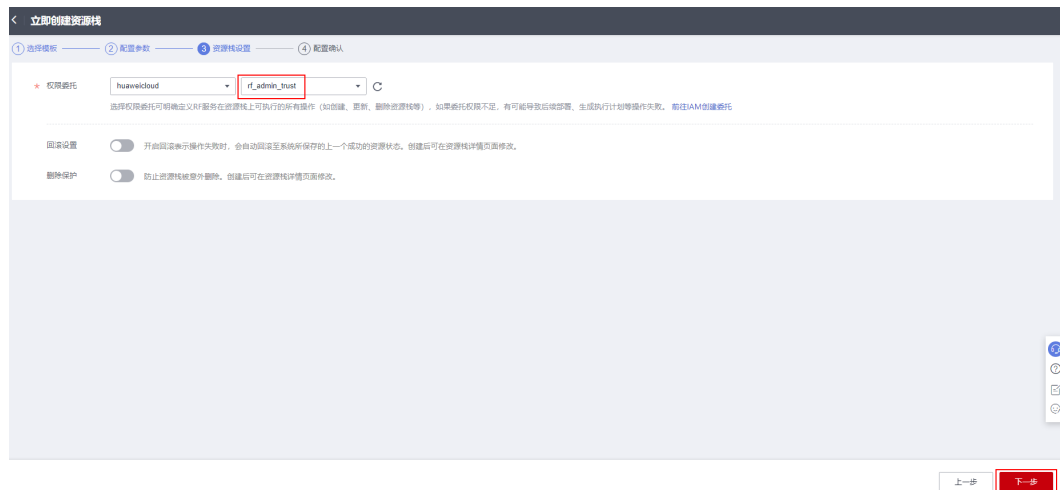 立即创建资源栈
1 选择模板 2 配置参数 3 资源栈设置 4 配置确认
* 权限委托 huaweicloud rf_admin_trust
选择权限委托可明确定义RF服务在资源栈上可执行的所有操作（如创建、更新、删除资源栈等），如果委托权限不足，有可能导致后续部署、生成执行计划等操作失败。 前往IAM创建委托
回滚设置 开启回滚表示操作失败时，会自动回滚至系统所保存的上一个成功的资源状态。创建后可在资源栈详情页面修改。
删除保护 防止资源栈被意外删除。创建后可在资源栈详情页面修改。
上一步 下一步